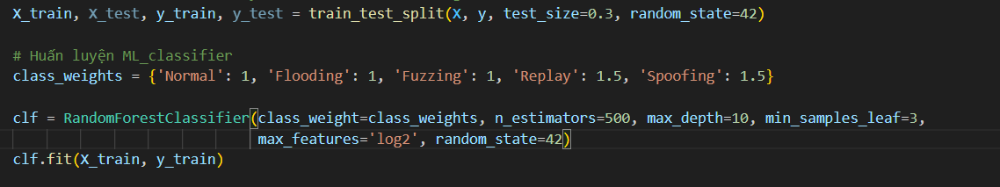 X_train, X_test, y_train, y_test = train_test_split(X, y, test_size=0.3, random_state=42)
# Huấn luyện ML_classifier
class_weights = {'Normal': 1, 'Flooding': 1, 'Fuzzing': 1, 'Replay': 1.5, 'Spoofing': 1.5}
clf = RandomForestClassifier(class_weight=class_weights, n_estimators=500, max_depth=10, min_samples_leaf=3,
max_features='log2', random_state=42)
clf.fit(X_train, y_train)